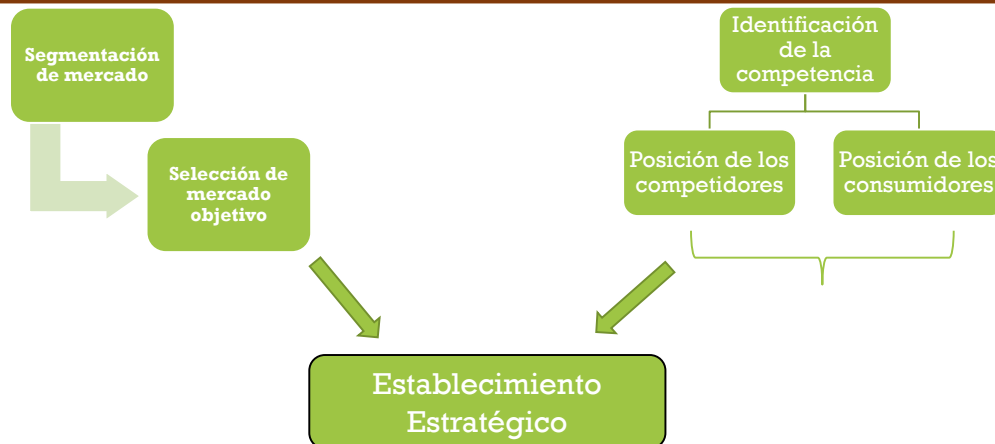 Segmentación
de mercado
Selección de
mercado
objetivo
Identificación
de la
competencia
Posición de los
competidores
Posición de los
consumidores
Establecimiento
Estratégico